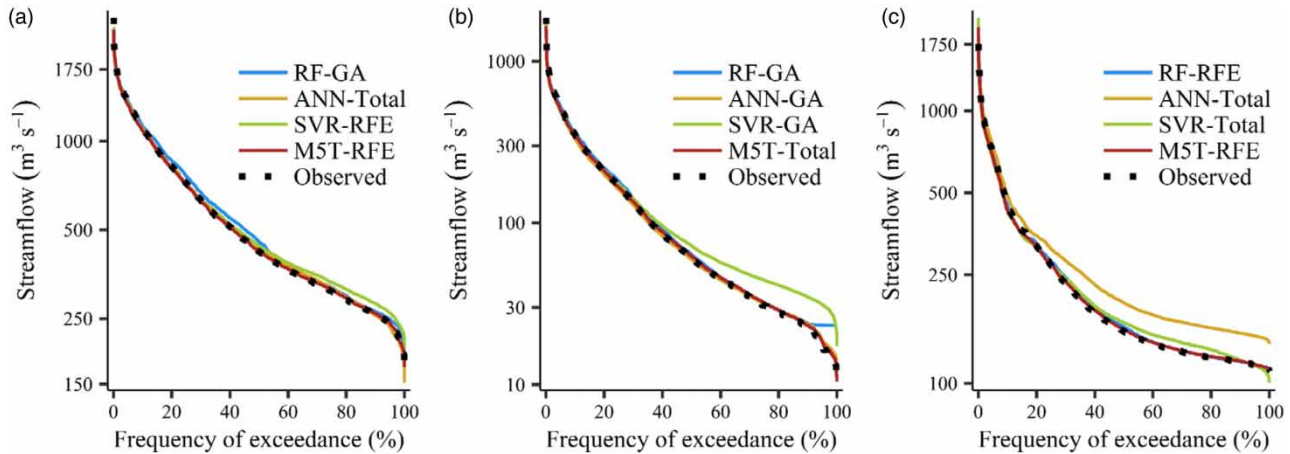 (a)
Streamflow (m³ s⁻¹)
1750
1000
500
250
150
RF-GA
ANN-Total
SVR-RFE
M5T-RFE
Observed
0 20 40 60 80 100
Frequency of exceedance (%)
(b)
Streamflow (m³ s⁻¹)
1000
300
100
30
10
RF-GA
ANN-GA
SVR-GA
M5T-Total
Observed
0 20 40 60 80 100
Frequency of exceedance (%)
(c)
Streamflow (m³ s⁻¹)
1750
1000
500
250
100
RF-RFE
ANN-Total
SVR-Total
M5T-RFE
Observed
0 20 40 60 80 100
Frequency of exceedance (%)